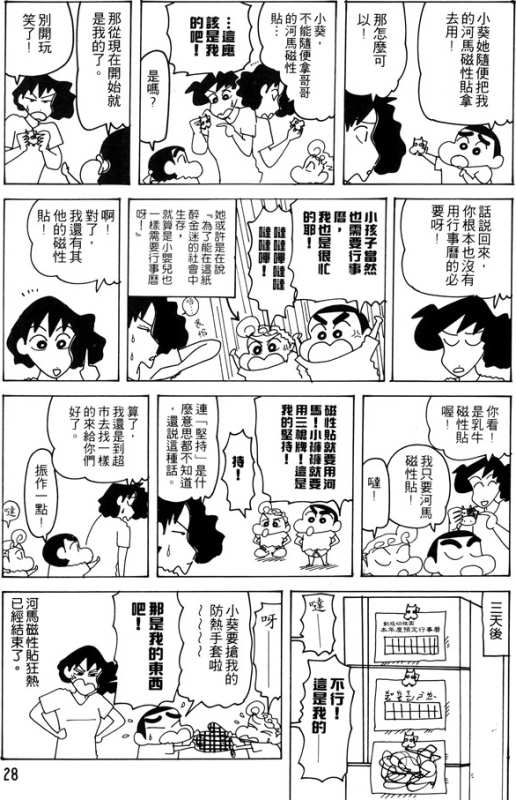 小葵她隨便把我
的河馬磁性貼拿
去用！
那怎麼可
以！
小葵，
不能隨便拿哥哥
的河馬磁性
貼…
…這應
該是我
的吧！
是嗎？
那從現在開始就
是我的了。
別開玩
笑了！
話說回來，
你根本也沒有
用行事曆的必
要呀！
小孩子當然
也需要行事
曆，
我也是很忙
的耶！
噠噠嗶噠
噠噠嗶！
她或許是在說
『為了能在這紙
醉金迷的社會中
生存，
就算是小嬰兒也
一樣需要行事曆
呀！』
啊！
對了，
我還有其
他的磁性
貼！
你看！
是乳牛
磁性貼
喔！
我只要河馬
磁性貼！
噠！
磁性貼就要用河
馬！小褲褲就要
用三槍牌！這是
我的堅持！
持！
連「堅持」是什
麼意思都不知道
，還說這種話。
算了，
我還是到超
市去找一樣
的來給你們
好了。
振作一點！
三天後
本年度預定行事曆
噠──
不行！
這是我的──
呀──
小葵要搶我的
防熱手套啦
～～～～
那是我的東西
吧！
河馬磁性貼狂熱
已經結束了。
28